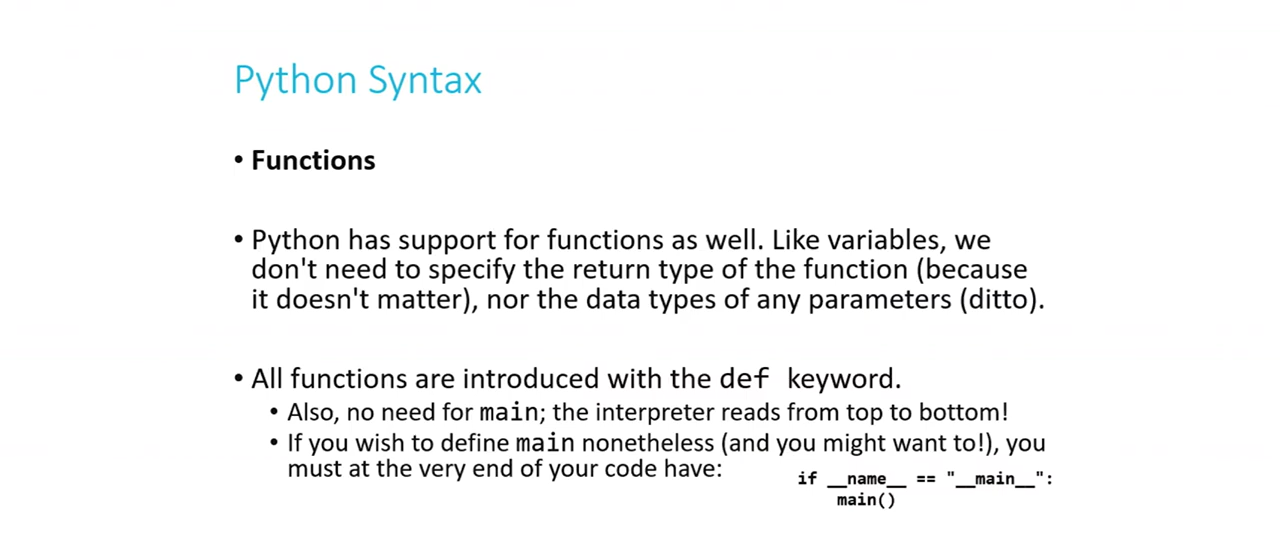 Python Syntax
• Functions
• Python has support for functions as well. Like variables, we
don't need to specify the return type of the function (because
it doesn't matter), nor the data types of any parameters (ditto).
• All functions are introduced with the def keyword.
• Also, no need for main; the interpreter reads from top to bottom!
• If you wish to define main nonetheless (and you might want to!), you
must at the very end of your code have:
if __name__ == "__main__":
main()